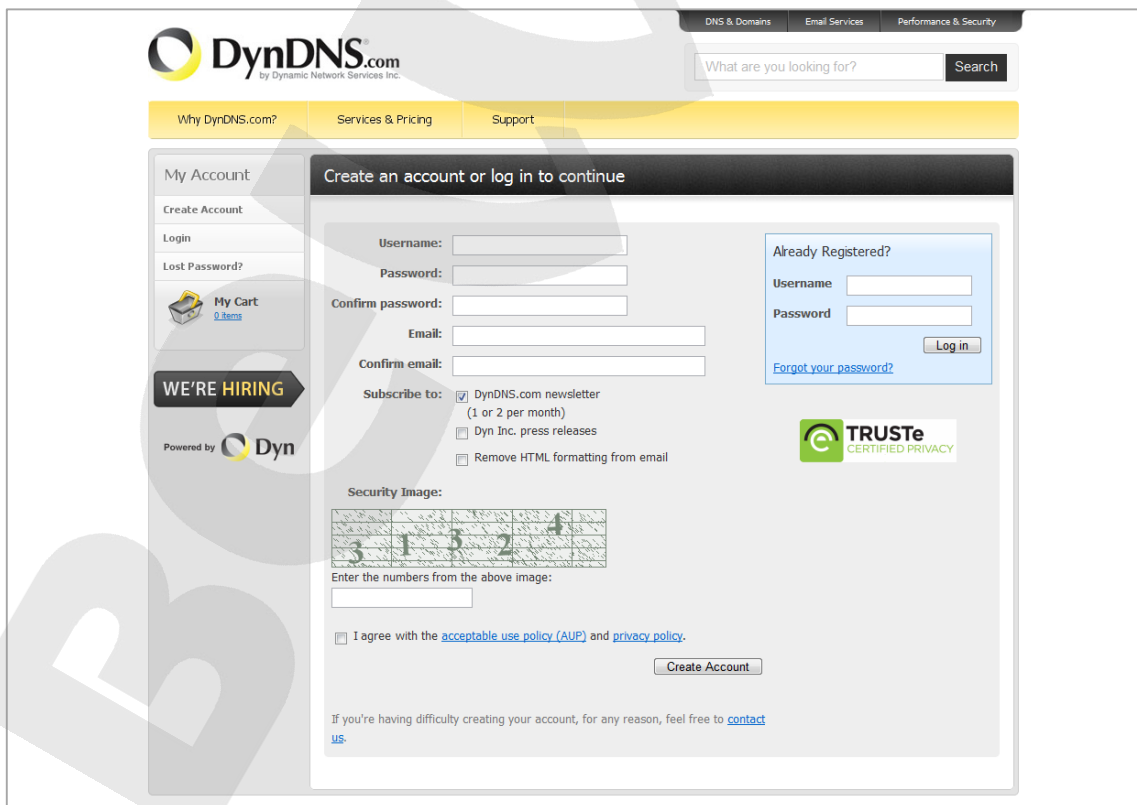 DNS & Domains
Email Services
Performance & Security
DynDNS.com
by Dynamic Network Services Inc.
What are you looking for?
Search
Why DynDNS.com?
Services & Pricing
Support
My Account
Create Account
Login
Lost Password?
My Cart
0 items
WE'RE HIRING
Powered by Dyn
Create an account or log in to continue
Username:
Password:
Confirm password:
Email:
Confirm email:
Subscribe to:
DynDNS.com newsletter
(1 or 2 per month)
Dyn Inc. press releases
Remove HTML formatting from email
Security Image:
3 1 3 2 4
Enter the numbers from the above image:
I agree with the acceptable use policy (AUP) and privacy policy.
Create Account
If you're having difficulty creating your account, for any reason, feel free to contact
us.
Already Registered?
Username
Password
Log in
Forgot your password?
TRUSTe
CERTIFIED PRIVACY